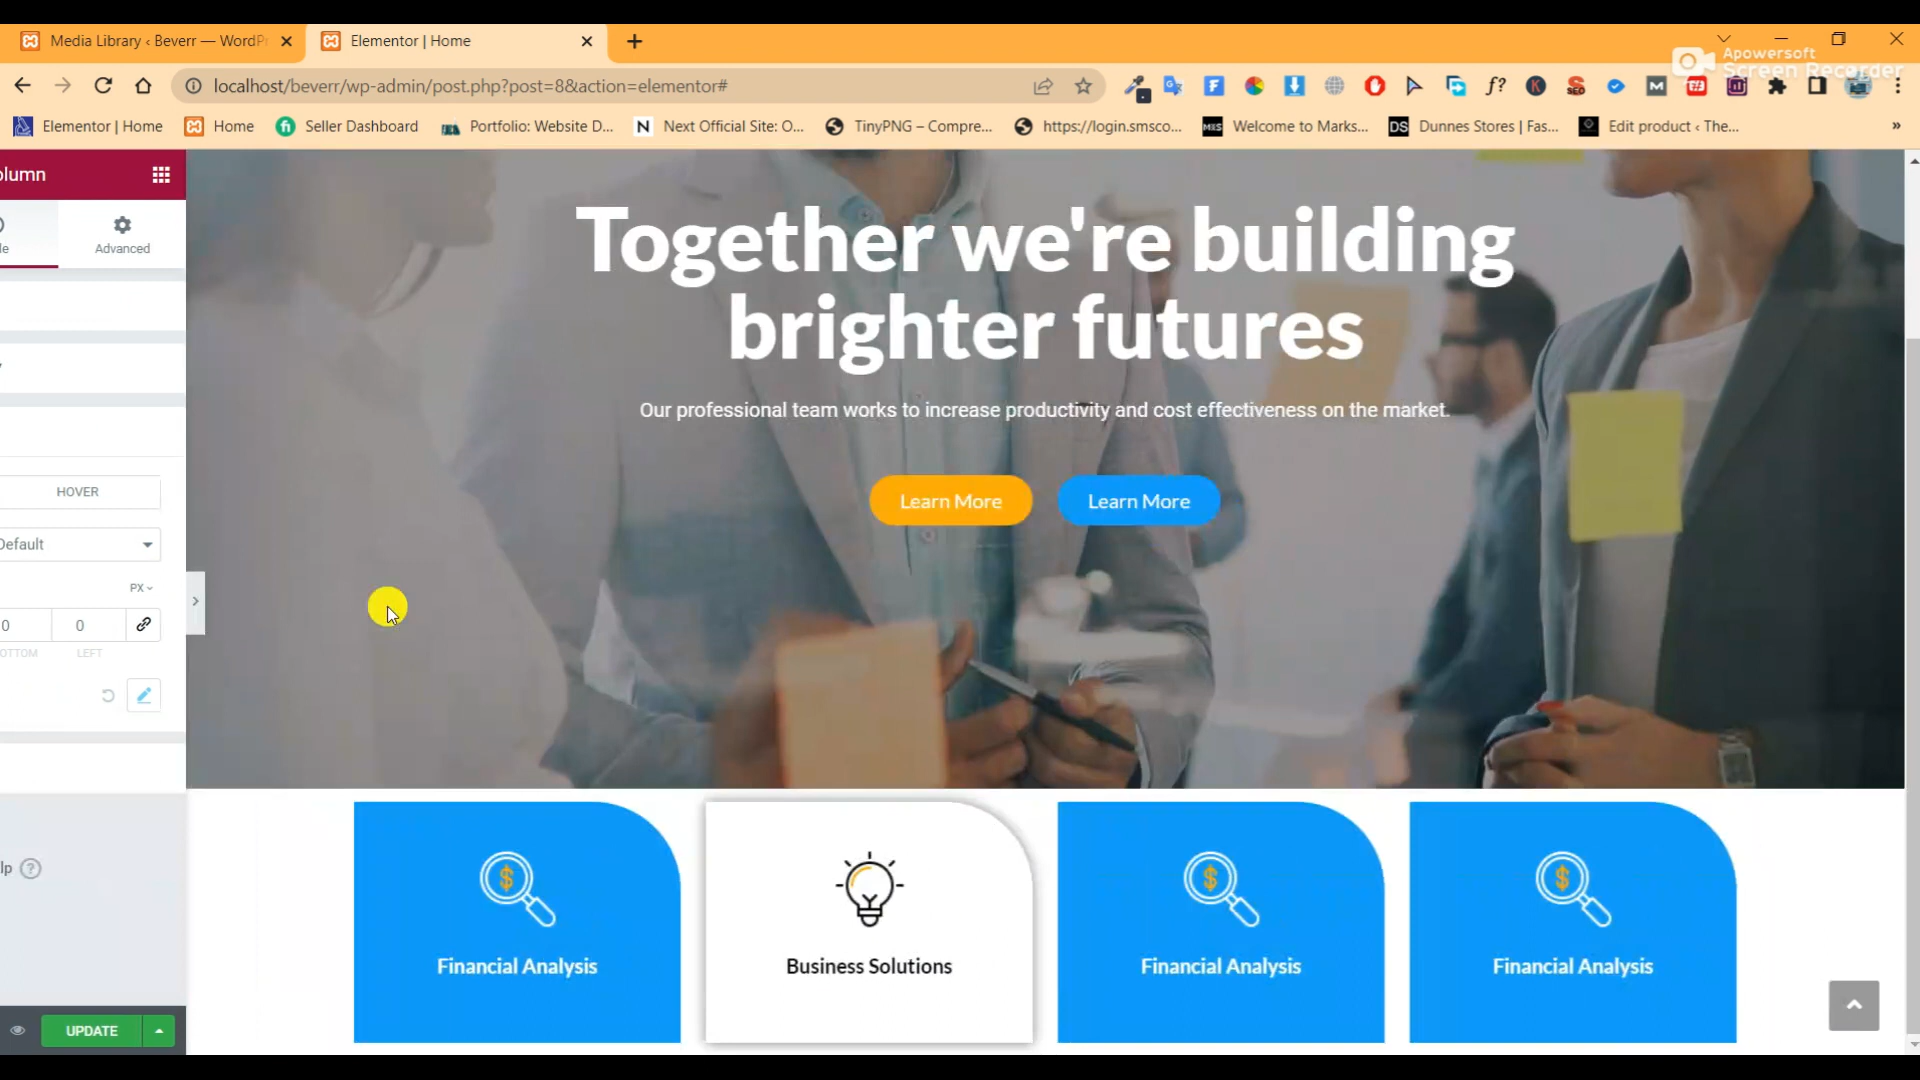 Media Library ‹ Beverr — WordPr
Elementor | Home
Apowersoft
Screen Recorder
localhost/beverr/wp-admin/post.php?post=8&action=elementor#
Elementor | Home
Home
Seller Dashboard
Portfolio: Website D...
Next Official Site: O...
TinyPNG – Compre...
https://login.smsco...
Welcome to Marks...
Dunnes Stores | Fas...
Edit product ‹ The...
»
olumn
le
Advanced
HOVER
Default
PX
0
0
OTTOM
LEFT
lp
UPDATE
Together we're building
brighter futures
Our professional team works to increase productivity and cost effectiveness on the market.
Learn More
Learn More
Financial Analysis
Business Solutions
Financial Analysis
Financial Analysis